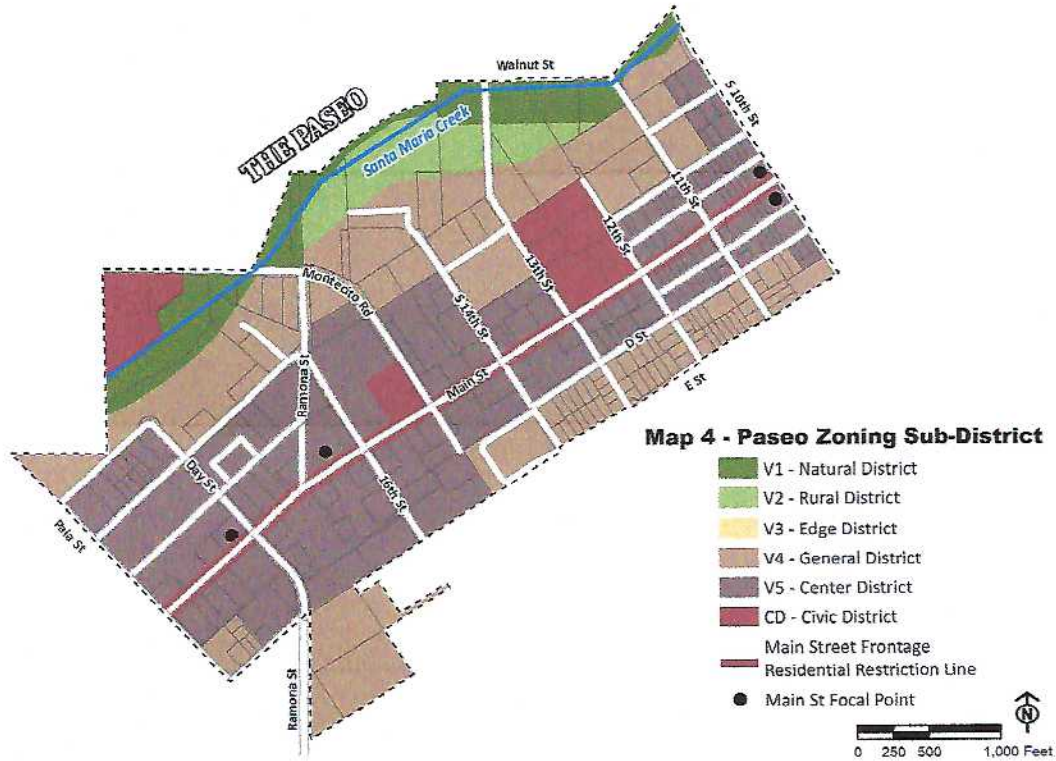 Walnut St
THE PASEO
Santa Maria Creek
S 10th St
11th St
12th St
13th St
S 14th St
Montecito Rd
Ramona St
Main St
D St
E St
Day St
16th St
Pala St
Ramona St
Map 4 - Paseo Zoning Sub-District
V1 - Natural District
V2 - Rural District
V3 - Edge District
V4 - General District
V5 - Center District
CD - Civic District
Main Street Frontage
Residential Restriction Line
Main St Focal Point
N
0 250 500 1,000 Feet